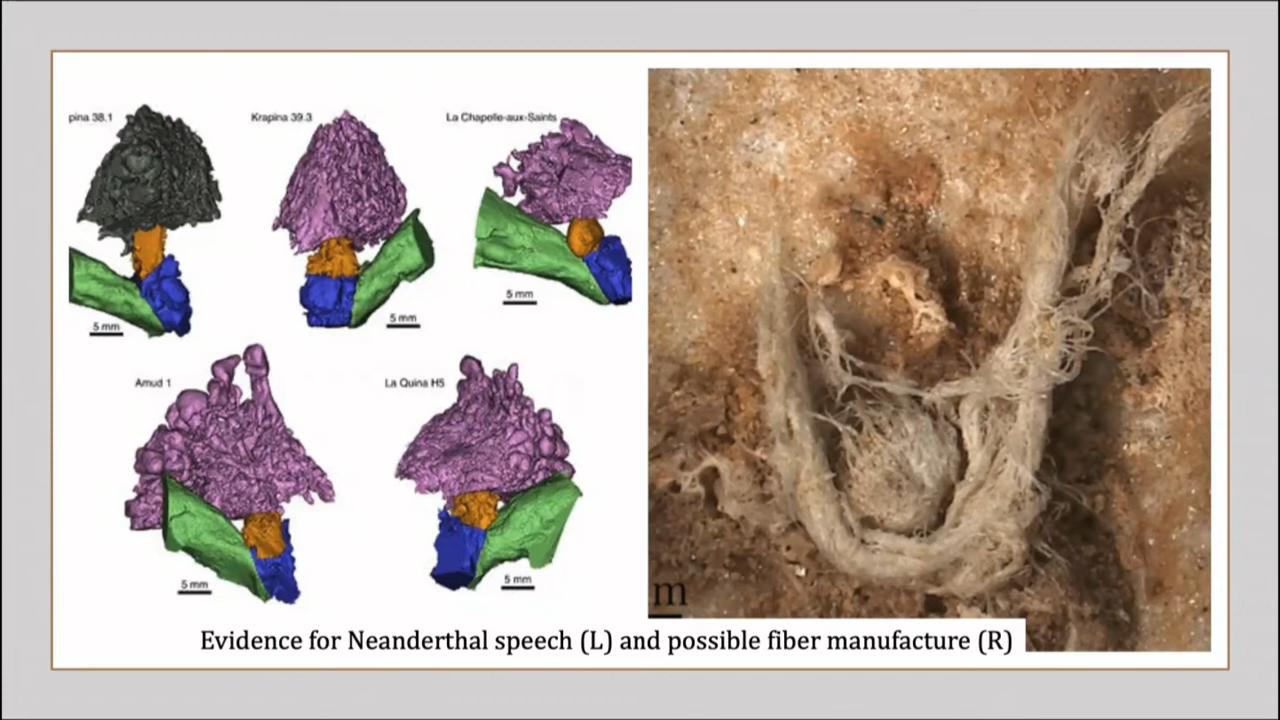 pina 38.1
Krapina 39.3
La Chapelle-aux-Saints
5 mm
5 mm
5 mm
Amud 1
La Quina H5
5 mm
5 mm
m
Evidence for Neanderthal speech (L) and possible fiber manufacture (R)